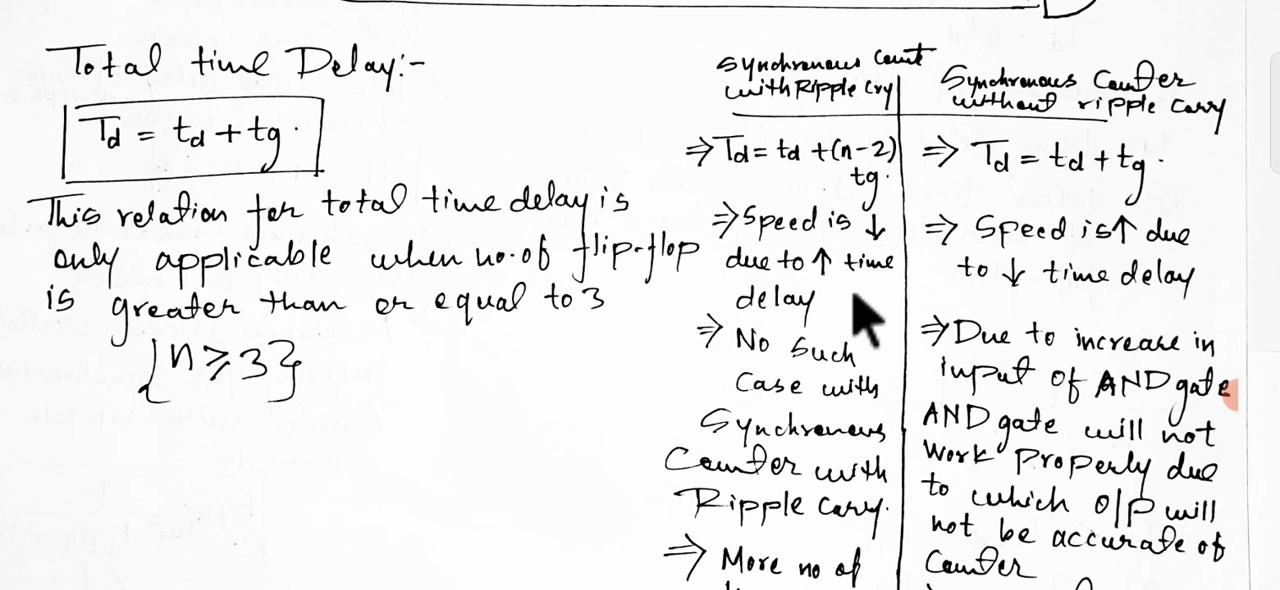 Total time Delay:-
Td = td + tg.
This relation for total time delay is
only applicable when no. of flip-flop
is greater than or equal to 3
{n ≥ 3}
Synchronous Count
with Ripple Cry
⇒ Td = td + (n-2)
tg.
⇒ Speed is ↓
due to ↑ time
delay
⇒ No such
case with
Synchronous
Counter with
Ripple carry.
⇒ More no of
Synchronous Counter
without ripple carry
⇒ Td = td + tg.
⇒ Speed is ↑ due
to ↓ time delay
⇒ Due to increase in
input of AND gate
AND gate will not
work properly due
to which O/P will
not be accurate of
Counter